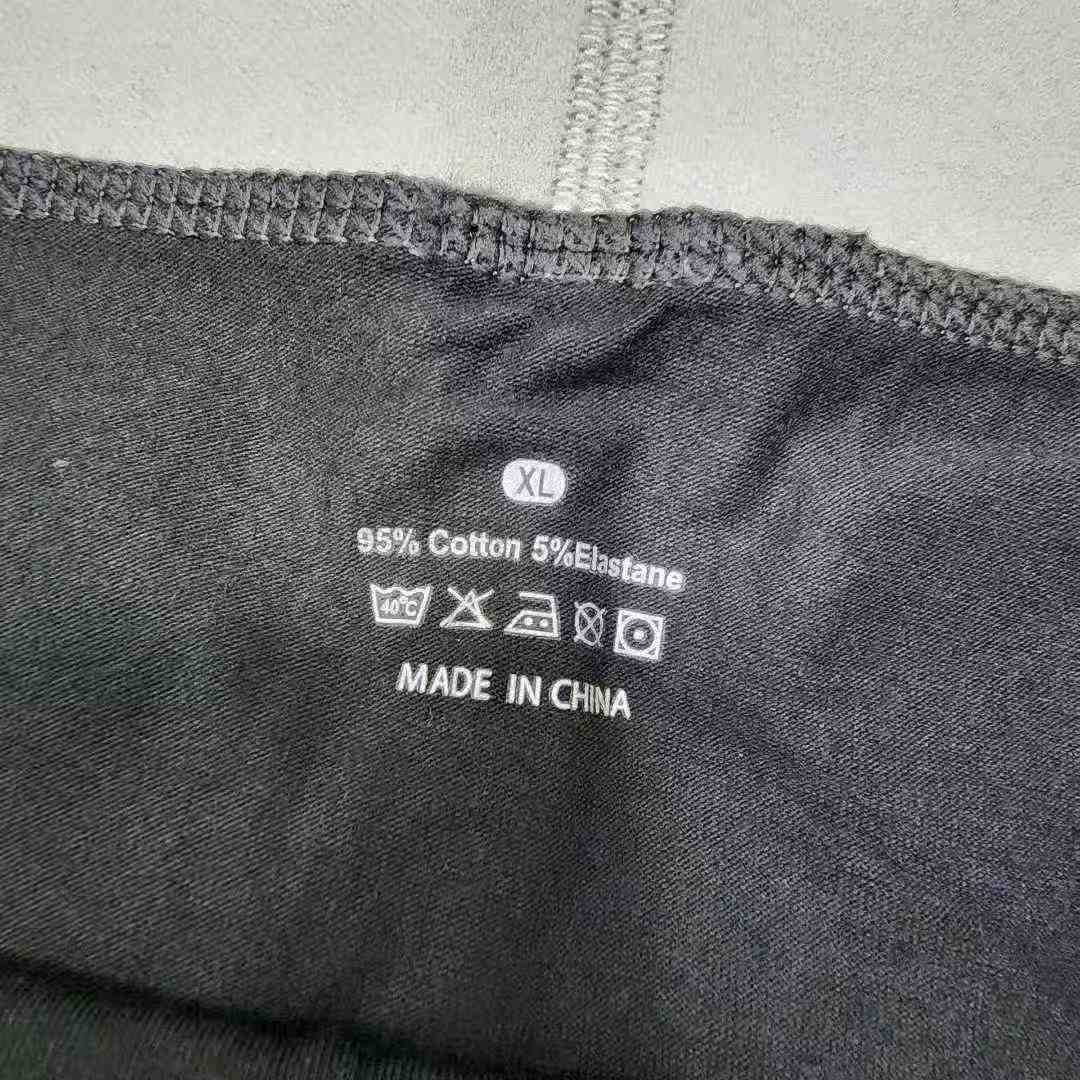 XL
95% Cotton 5%Elastane
40°C
MADE IN CHINA